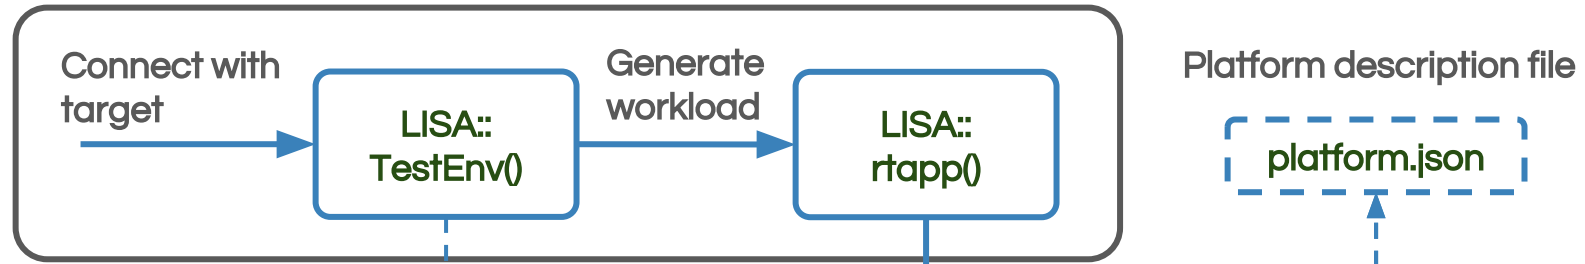 Connect with
target
LISA::
TestEnv()
Generate
workload
LISA::
rtapp()
Platform description file
platform.json